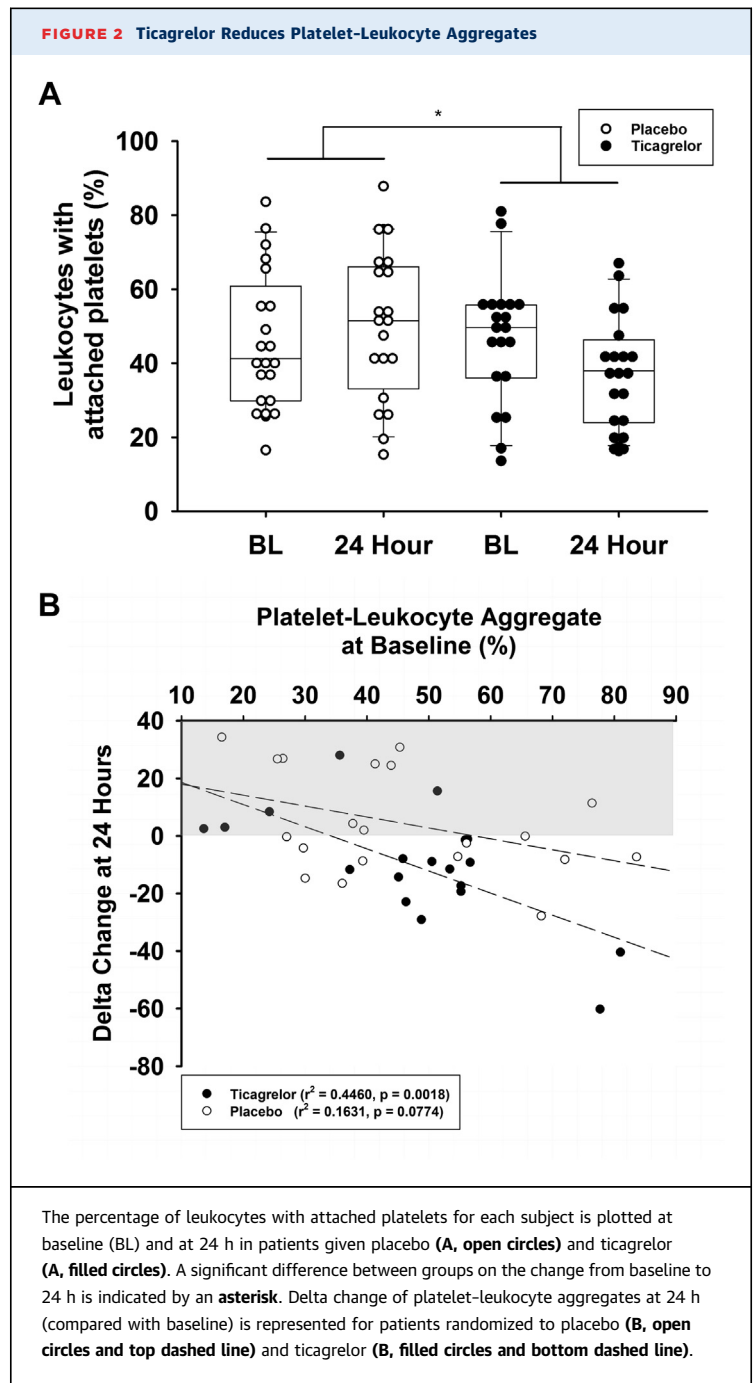 FIGURE 2 Ticagrelor Reduces Platelet-Leukocyte Aggregates
A
*
Placebo
Ticagrelor
Leukocytes with
attached platelets (%)
100
80
60
40
20
0
BL 24 Hour BL 24 Hour
B
Platelet-Leukocyte Aggregate
at Baseline (%)
10 20 30 40 50 60 70 80 90
Delta Change at 24 Hours
40
20
0
-20
-40
-60
-80
Ticagrelor (r² = 0.4460, p = 0.0018)
Placebo (r² = 0.1631, p = 0.0774)
The percentage of leukocytes with attached platelets for each subject is plotted at
baseline (BL) and at 24 h in patients given placebo (A, open circles) and ticagrelor
(A, filled circles). A significant difference between groups on the change from baseline to
24 h is indicated by an asterisk. Delta change of platelet-leukocyte aggregates at 24 h
(compared with baseline) is represented for patients randomized to placebo (B, open
circles and top dashed line) and ticagrelor (B, filled circles and bottom dashed line).